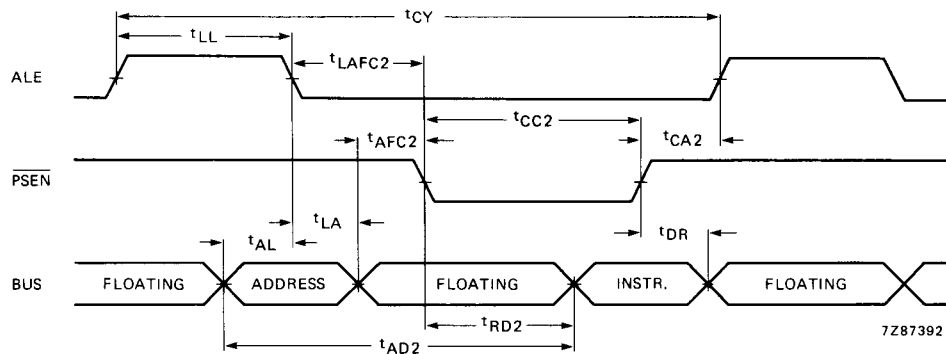 tCY
tLL
ALE
tLAFC2
tCC2
tAFC2
tCA2
PSEN
tLA
tAL
tDR
BUS
FLOATING
ADDRESS
FLOATING
INSTR.
FLOATING
tRD2
tAD2
7Z87392